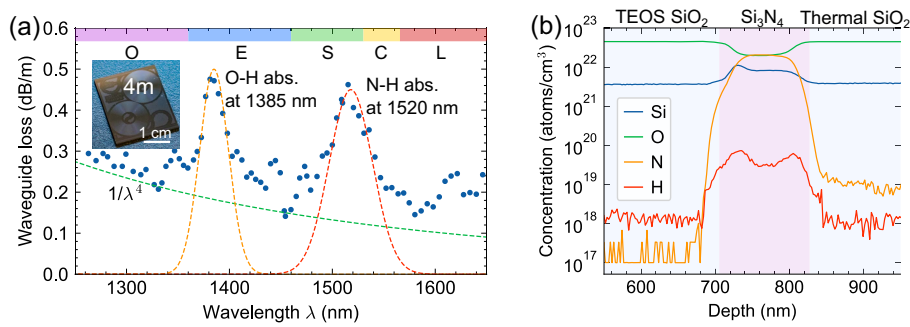 (a)
0.6
0.5
0.4
0.3
0.2
0.1
0.0
Waveguide loss (dB/m)
O E S C L
4m
1 cm
O-H abs.
at 1385 nm
N-H abs.
at 1520 nm
1/λ⁴
1300 1400 1500 1600
Wavelength λ (nm)
(b)
TEOS SiO₂ Si₃N₄ Thermal SiO₂
10²³
10²²
10²¹
10²⁰
10¹⁹
10¹⁸
10¹⁷
Concentration (atoms/cm³)
Si
O
N
H
600 700 800 900
Depth (nm)